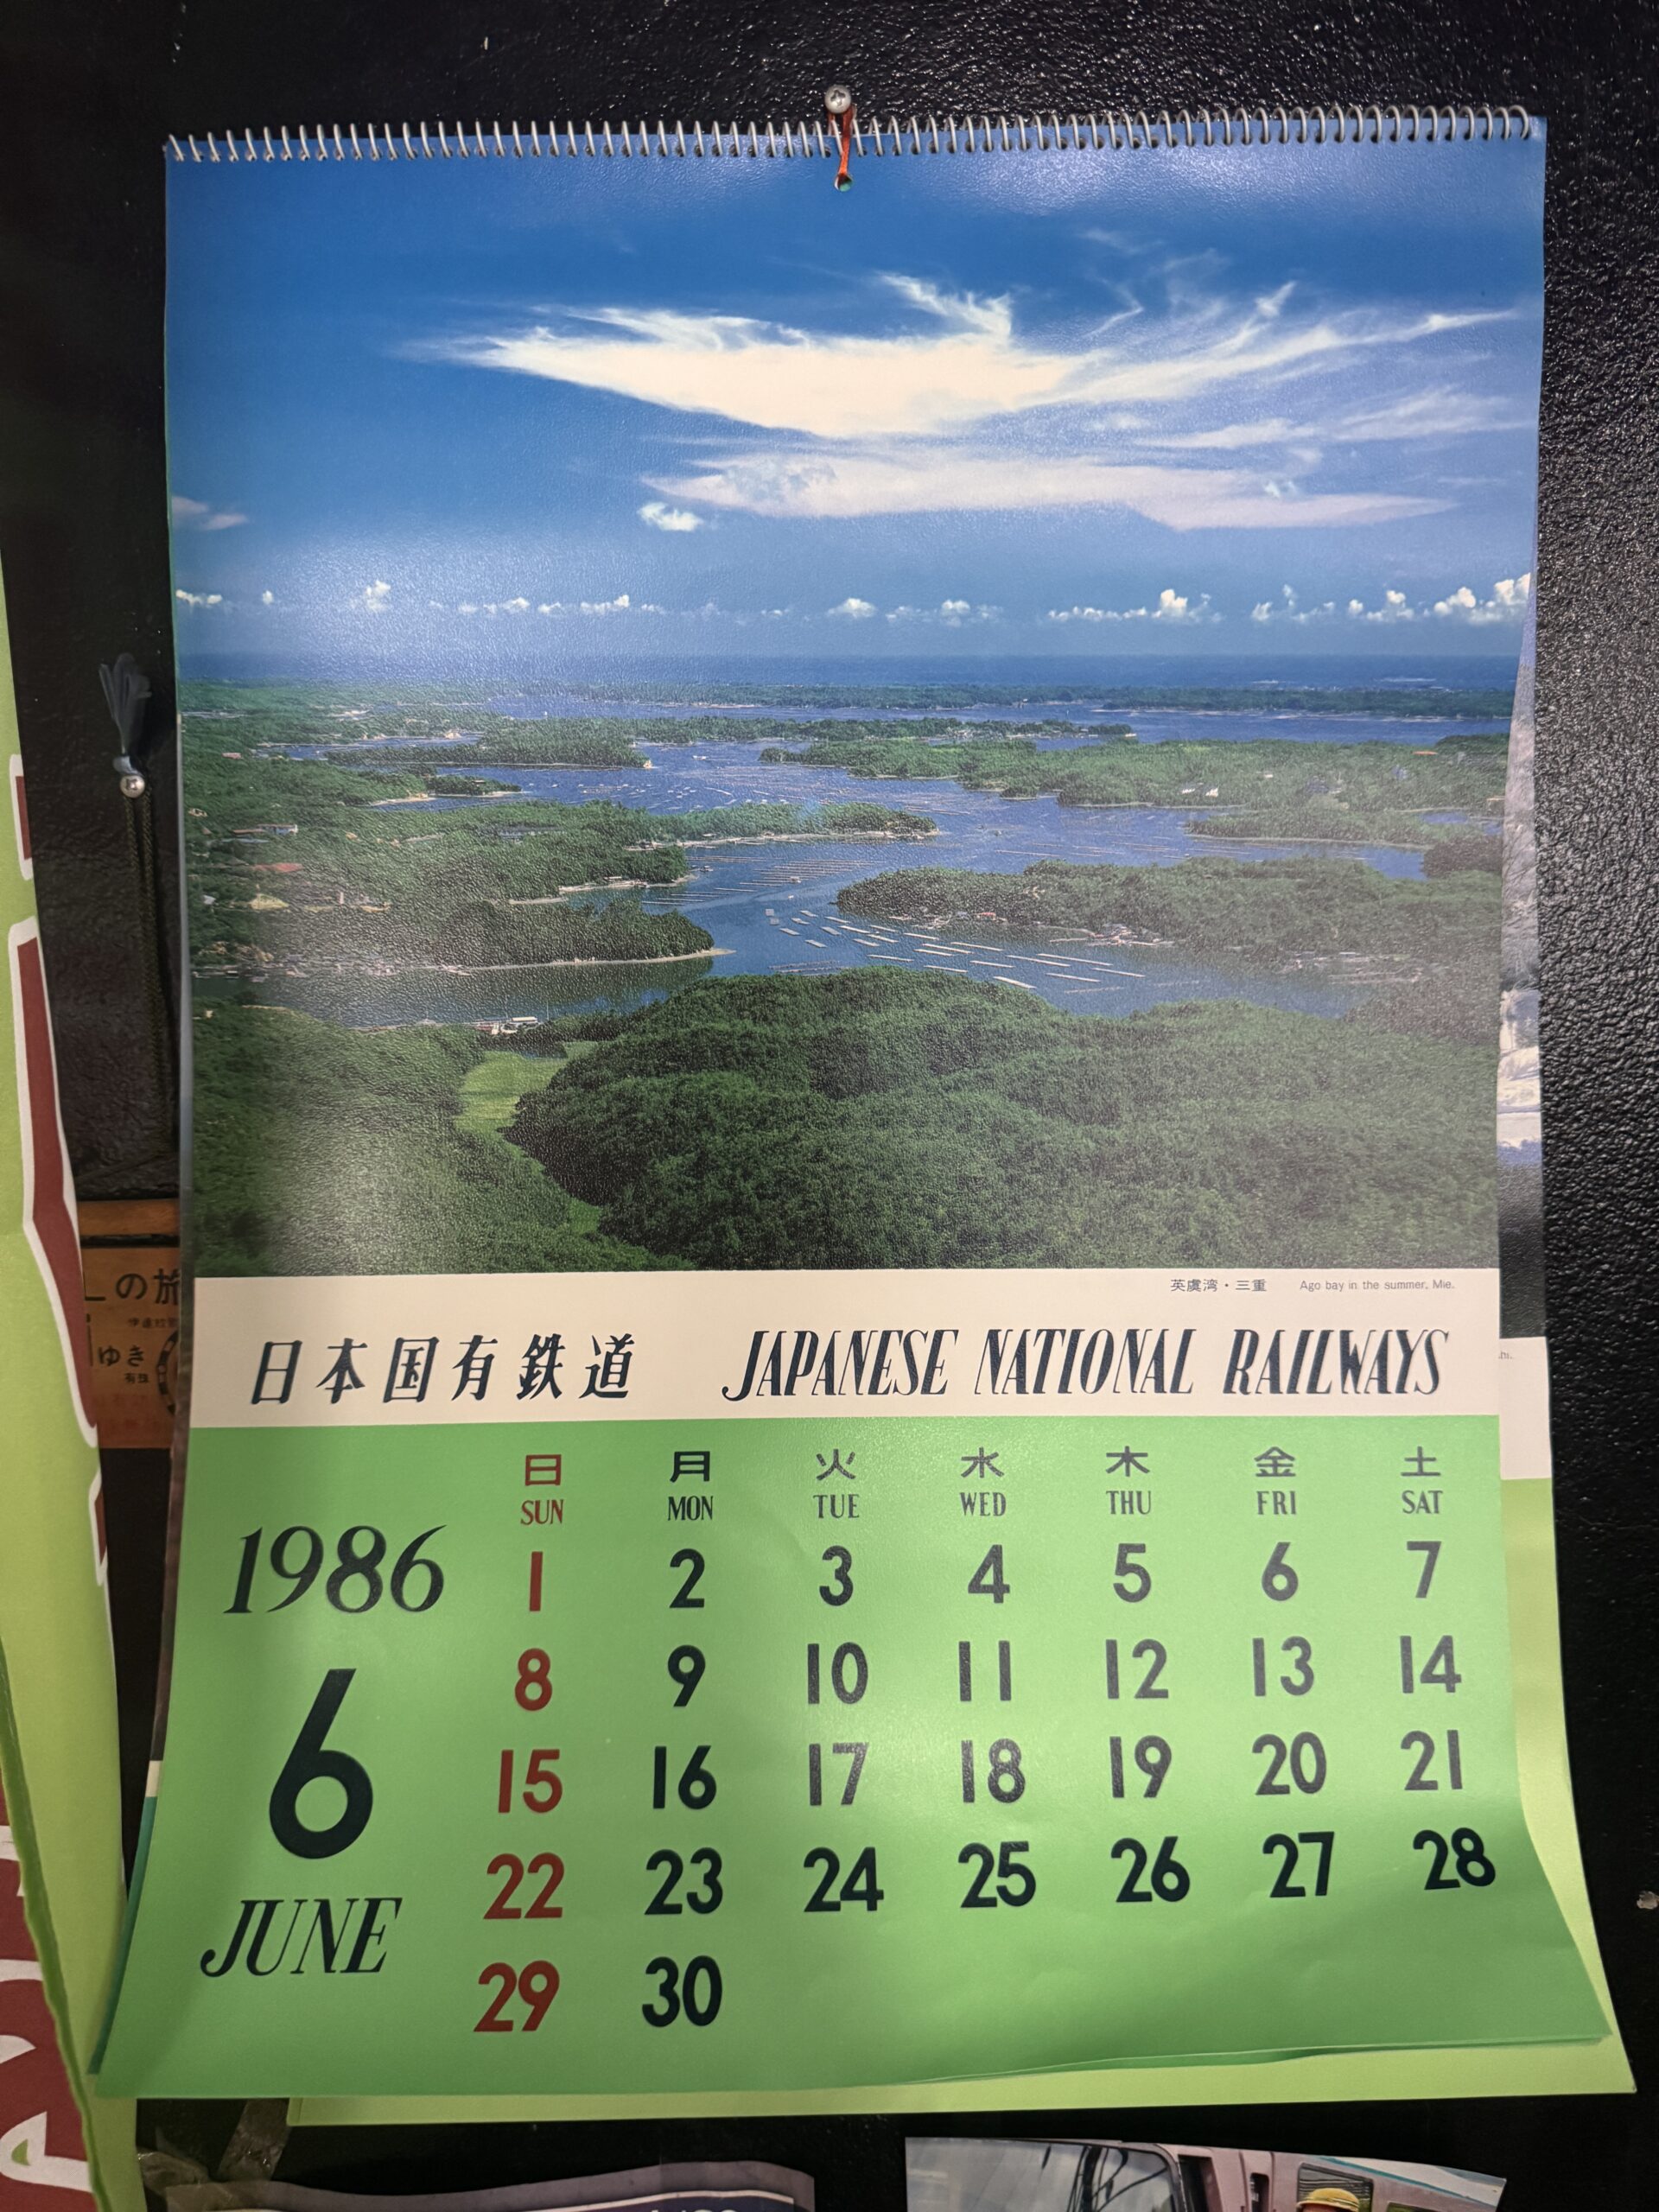 英虞湾・三重 Ago bay in the summer, Mie.
日本国有鉄道 JAPANESE NATIONAL RAILWAYS
日 月 火 水 木 金 土
SUN MON TUE WED THU FRI SAT
1986
1 2 3 4 5 6 7
8 9 10 11 12 13 14
6
15 16 17 18 19 20 21
22 23 24 25 26 27 28
JUNE
29 30
の旅
ゆき